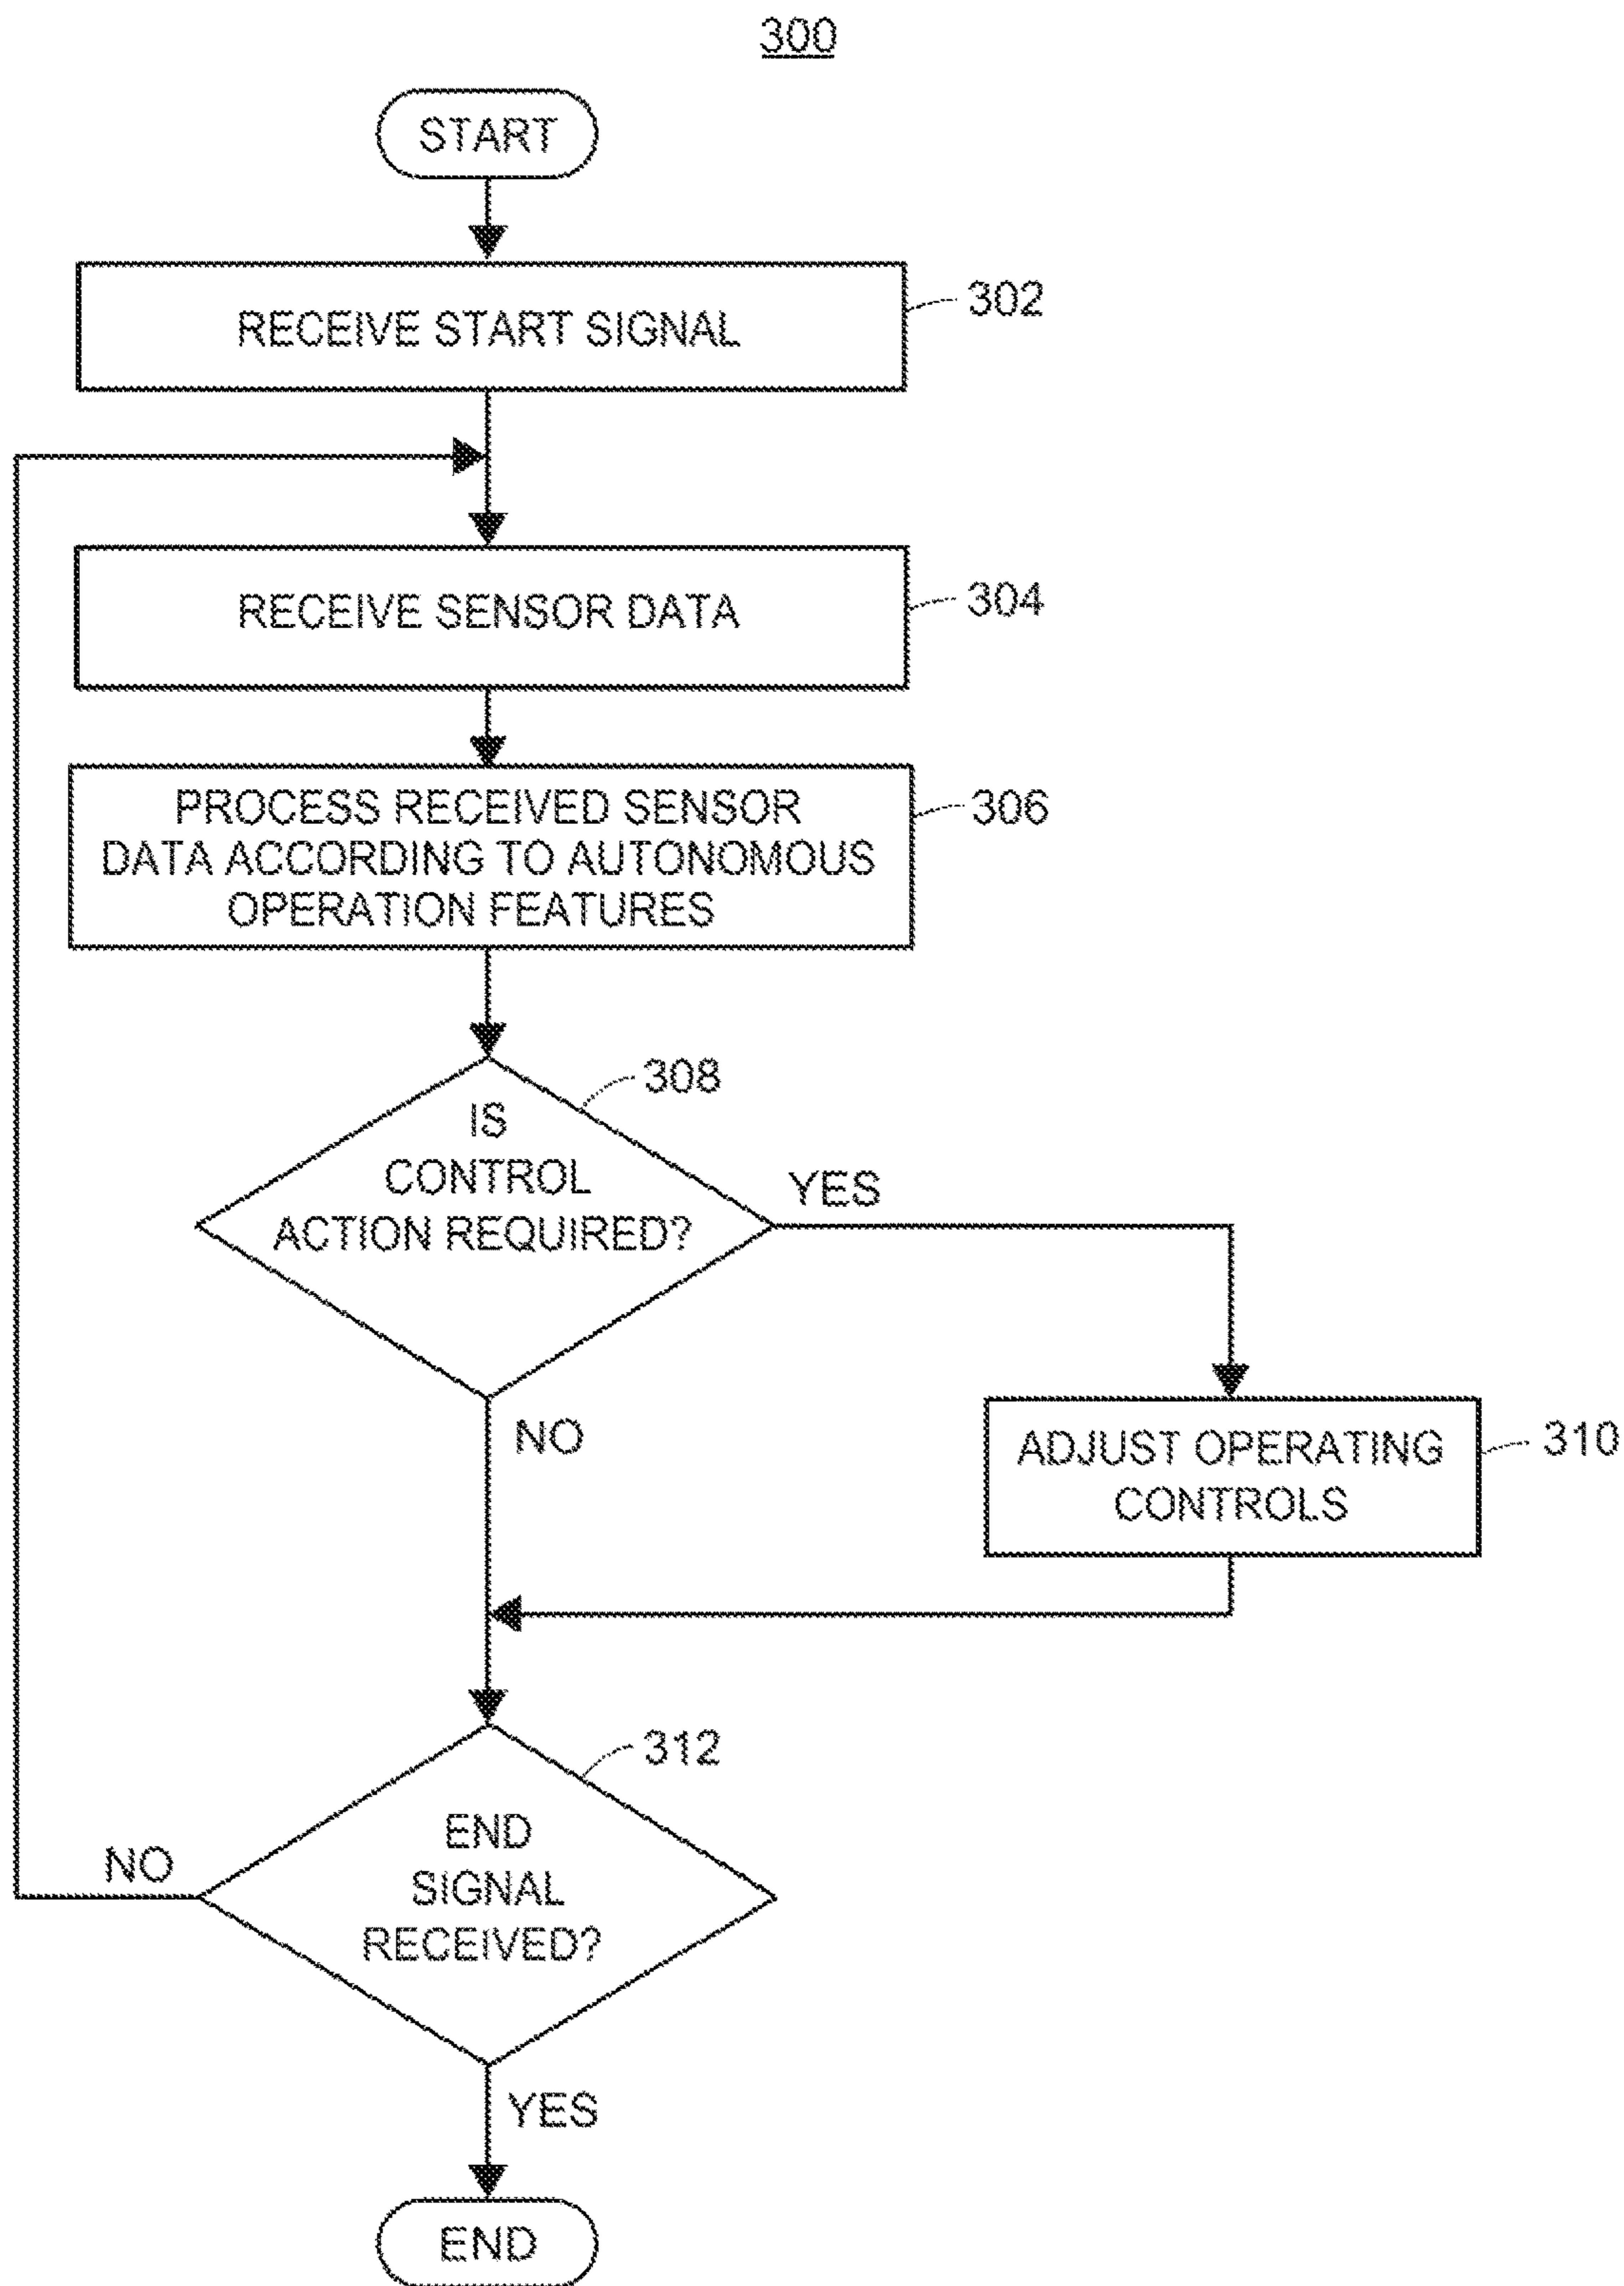 300
START
RECEIVE START SIGNAL
302
RECEIVE SENSOR DATA
304
PROCESS RECEIVED SENSOR
DATA ACCORDING TO AUTONOMOUS
OPERATION FEATURES
306
308
IS
CONTROL
ACTION REQUIRED?
YES
NO
ADJUST OPERATING
CONTROLS
310
312
END
SIGNAL
RECEIVED?
NO
YES
END